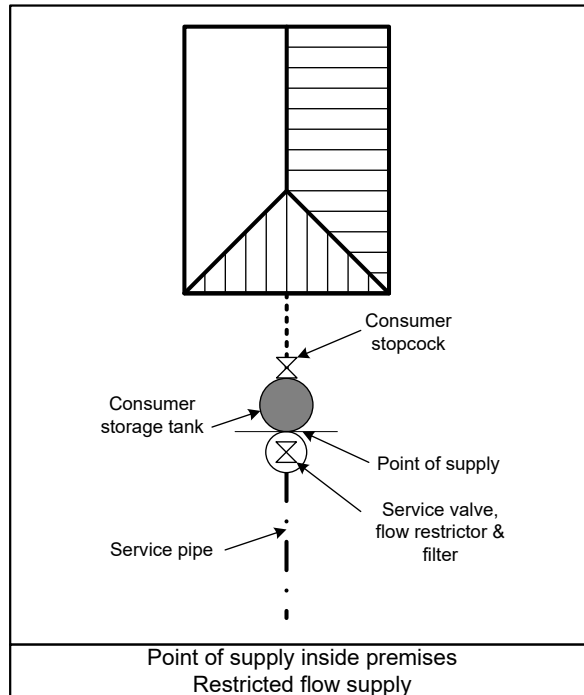 Consumer
stopcock
Consumer
storage tank
Point of supply
Service valve,
flow restrictor &
filter
Service pipe
Point of supply inside premises
Restricted flow supply